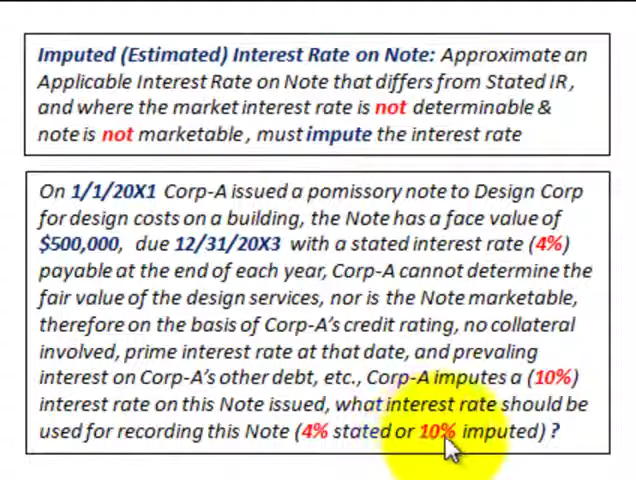 Imputed (Estimated) Interest Rate on Note: Approximate an
Applicable Interest Rate on Note that differs from Stated IR,
and where the market interest rate is not determinable &
note is not marketable, must impute the interest rate
On 1/1/20X1 Corp-A issued a pomissory note to Design Corp
for design costs on a building, the Note has a face value of
$500,000, due 12/31/20X3 with a stated interest rate (4%)
payable at the end of each year, Corp-A cannot determine the
fair value of the design services, nor is the Note marketable,
therefore on the basis of Corp-A's credit rating, no collateral
involved, prime interest rate at that date, and prevaling
interest on Corp-A's other debt, etc., Corp-A imputes a (10%)
interest rate on this Note issued, what interest rate should be
used for recording this Note (4% stated or 10% imputed) ?